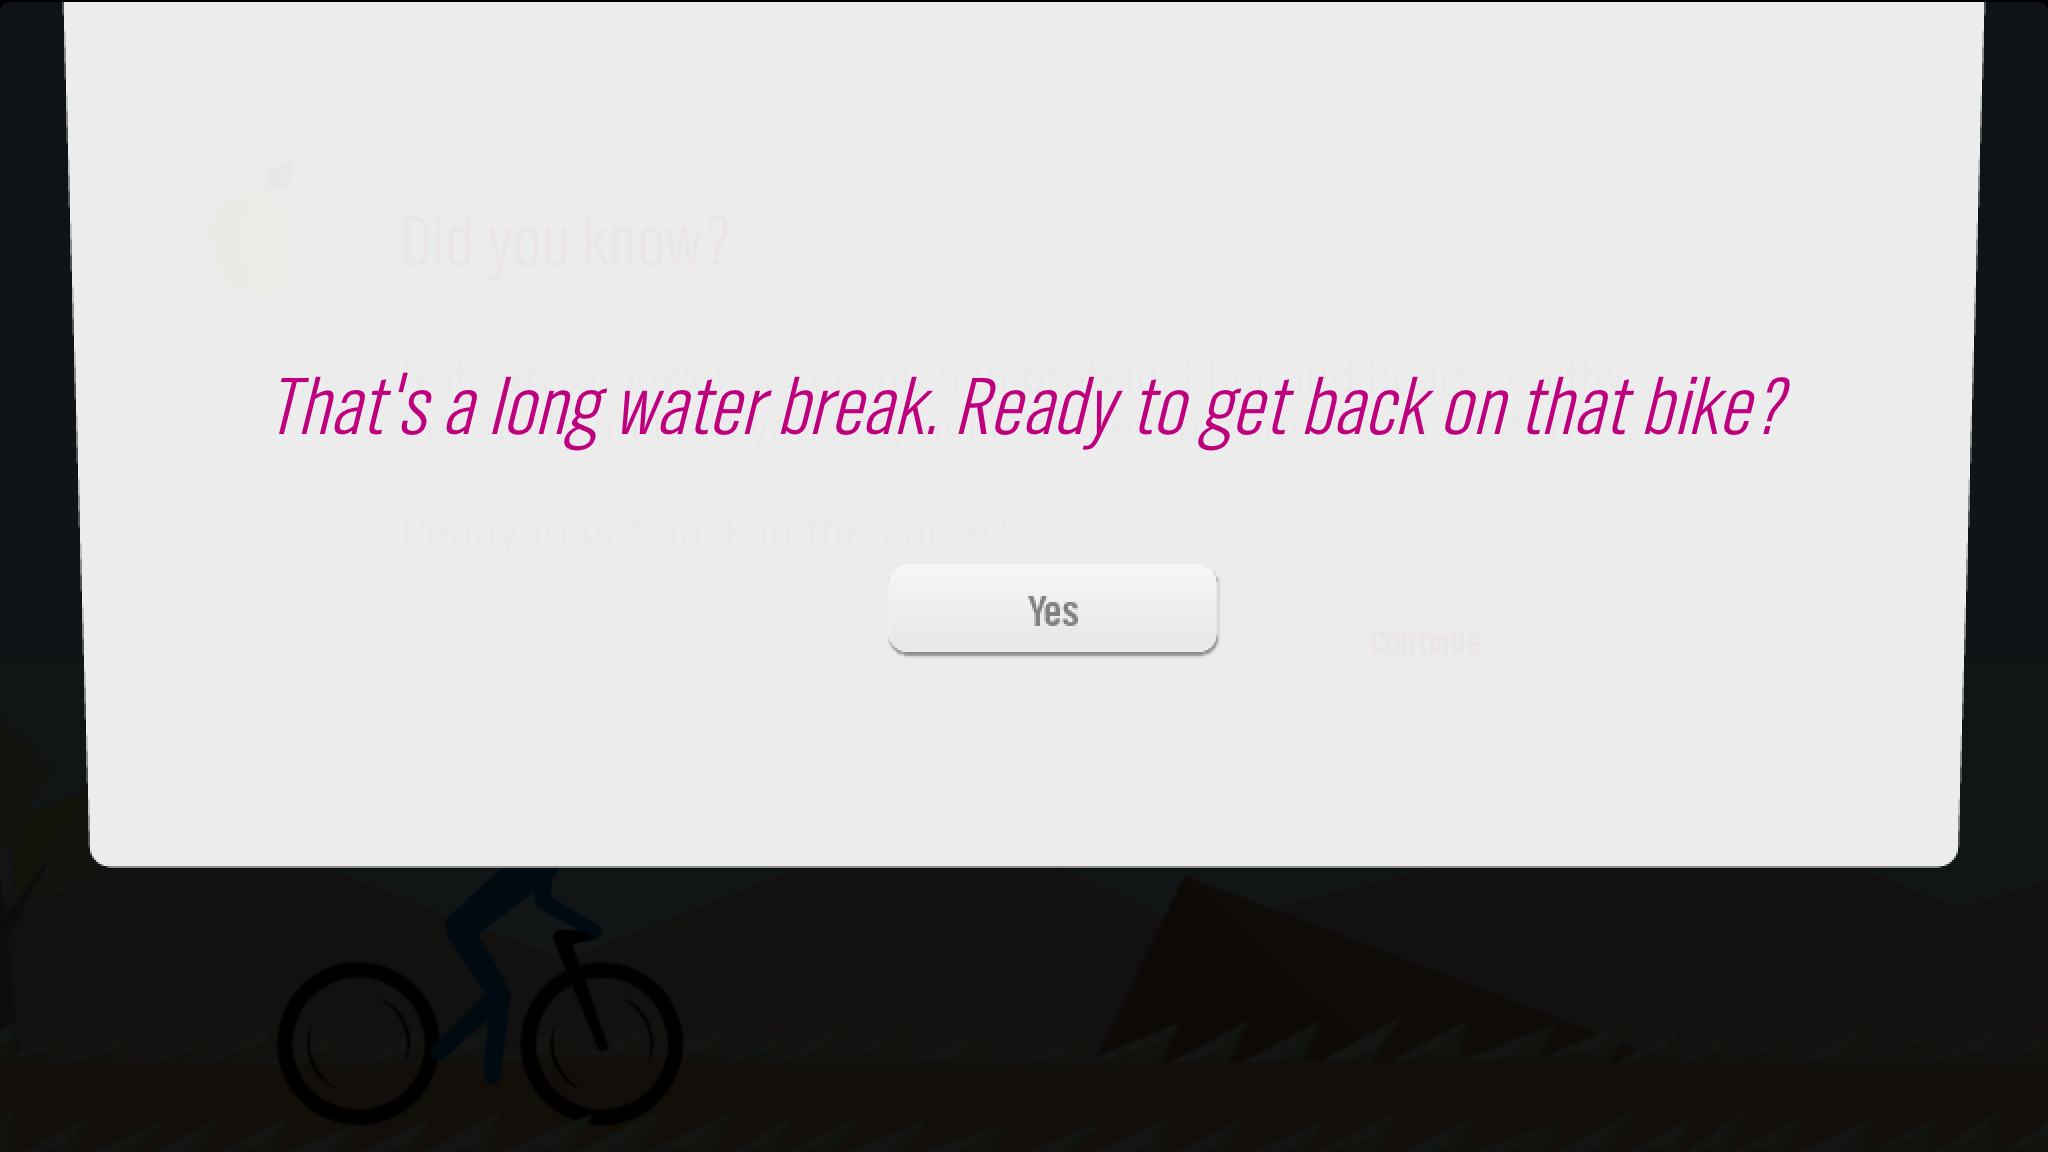 Did you know?
Nuts are a power snack, high in protein, fiber and heart-healthy
That's a long water break. Ready to get back on that bike?
Ready to get back in the game?
Yes
Continue